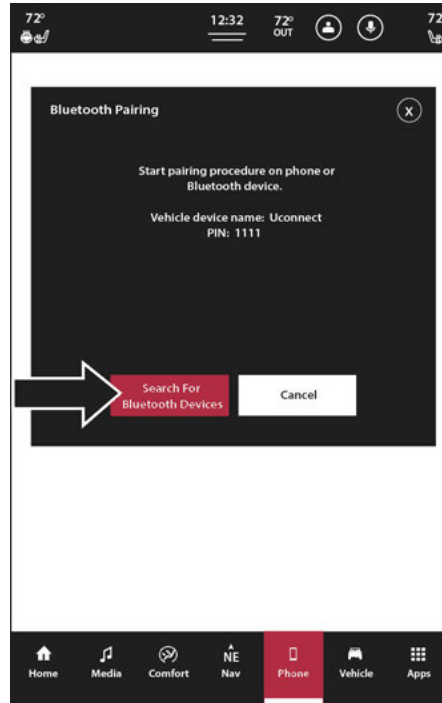 72°
12:32
72°
OUT
72
Bluetooth Pairing
X
Start pairing procedure on phone or
Bluetooth device.
Vehicle device name: Uconnect
PIN: 1111
Search For
Bluetooth Devices
Cancel
NE
Home
Media
Comfort
Nav
Phone
Vehicle
Apps